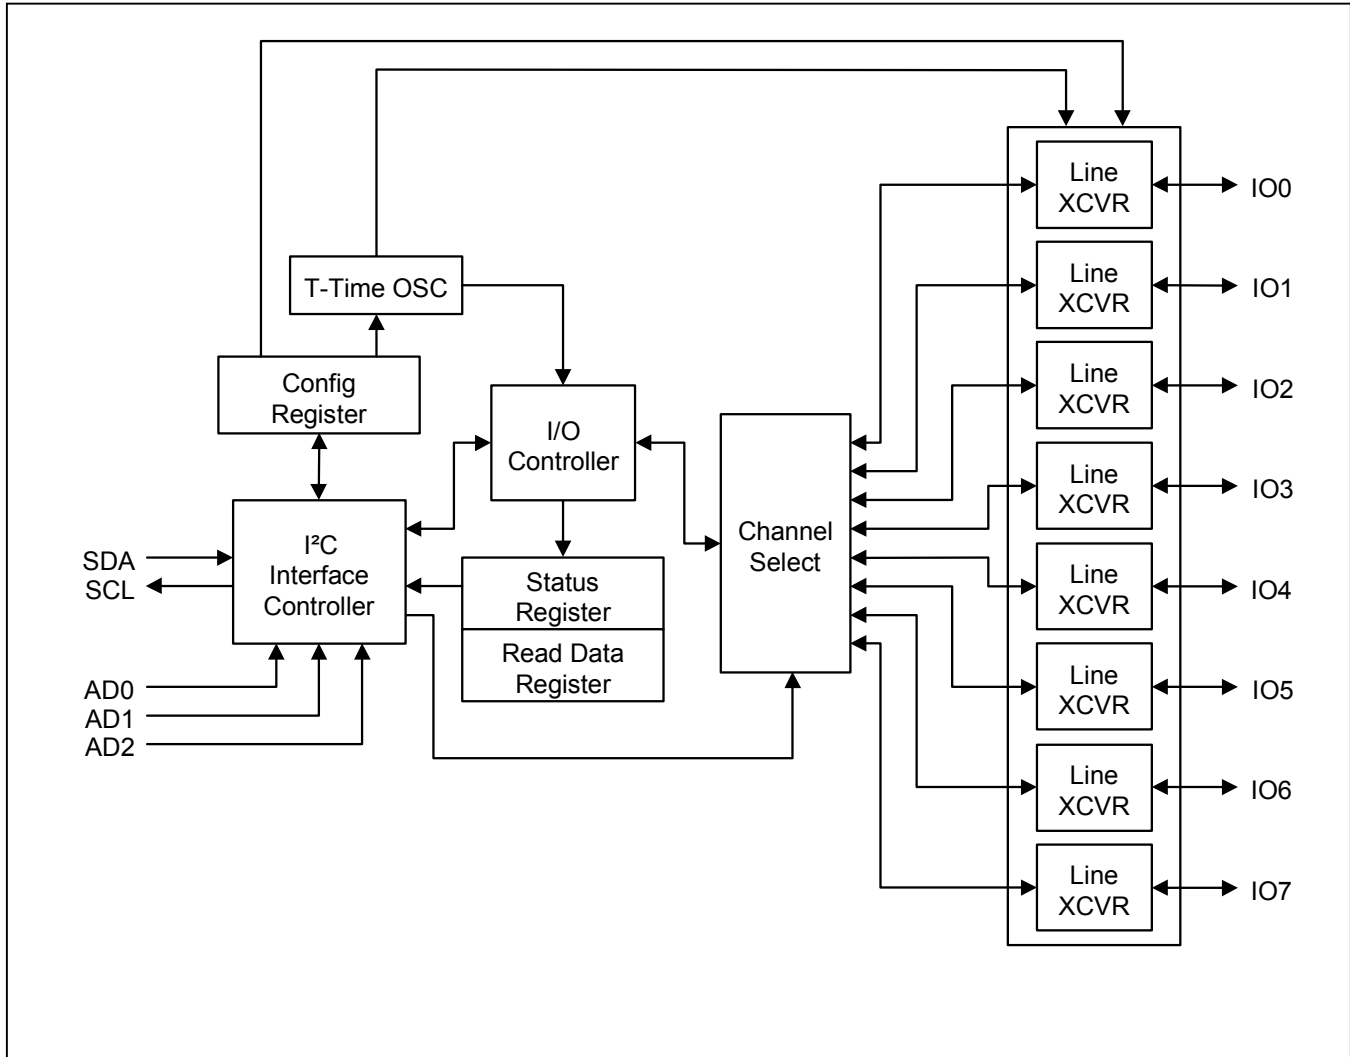 Line
XCVR
IO0
T-Time OSC
Line
XCVR
IO1
Config
Register
Line
XCVR
IO2
I/O
Controller
Line
XCVR
IO3
I²C
Interface
Controller
SDA
SCL
Channel
Select
Status
Register
Line
XCVR
IO4
Read Data
Register
AD0
AD1
AD2
Line
XCVR
IO5
Line
XCVR
IO6
Line
XCVR
IO7